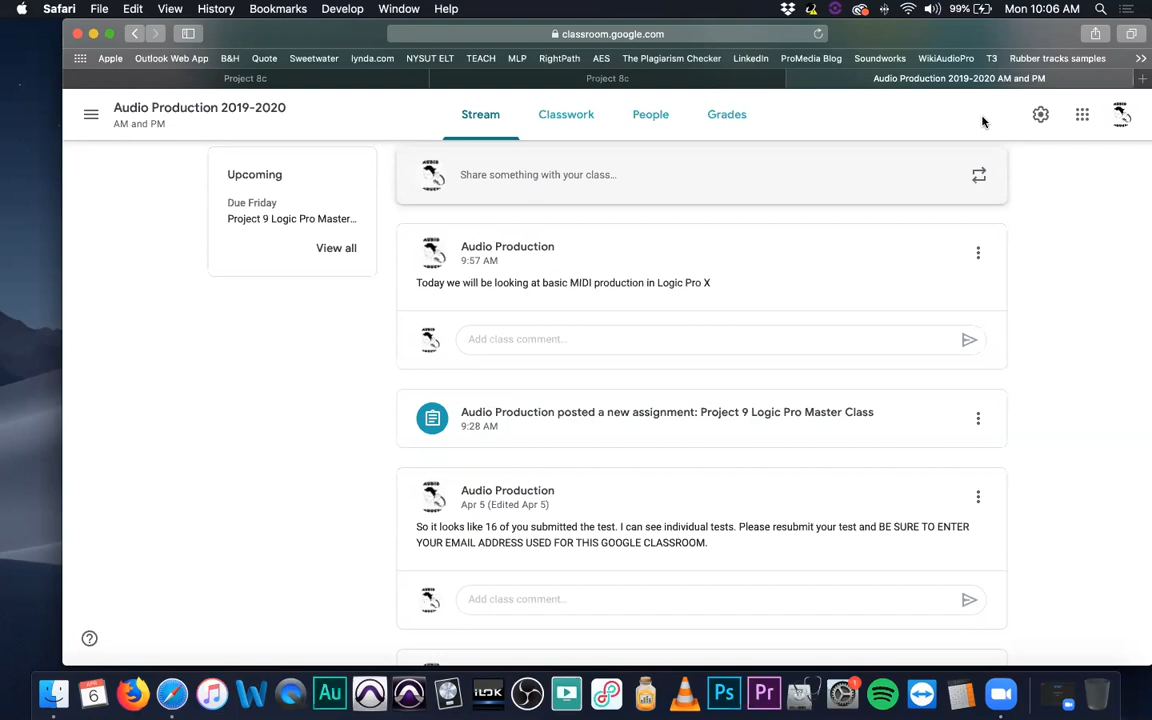 Safari File Edit View History Bookmarks Develop Window Help 99% Mon 10:06 AM
classroom.google.com
Apple Outlook Web App B&H Quote Sweetwater lynda.com NYSUT ELT TEACH MLP RightPath AES The Plagiarism Checker LinkedIn ProMedia Blog Soundworks WikiAudioPro T3 Rubber tracks samples
Project 8c Project 8c Audio Production 2019-2020 AM and PM
Audio Production 2019-2020
AM and PM
Stream Classwork People Grades
Upcoming
Due Friday
Project 9 Logic Pro Master...
View all
Share something with your class...
Audio Production
9:57 AM
Today we will be looking at basic MIDI production in Logic Pro X
Add class comment...
Audio Production posted a new assignment: Project 9 Logic Pro Master Class
9:28 AM
Audio Production
Apr 5 (Edited Apr 5)
So it looks like 16 of you submitted the test. I can see individual tests. Please resubmit your test and BE SURE TO ENTER
YOUR EMAIL ADDRESS USED FOR THIS GOOGLE CLASSROOM.
Add class comment...
6
Au
iLOK
Ps
Pr
1